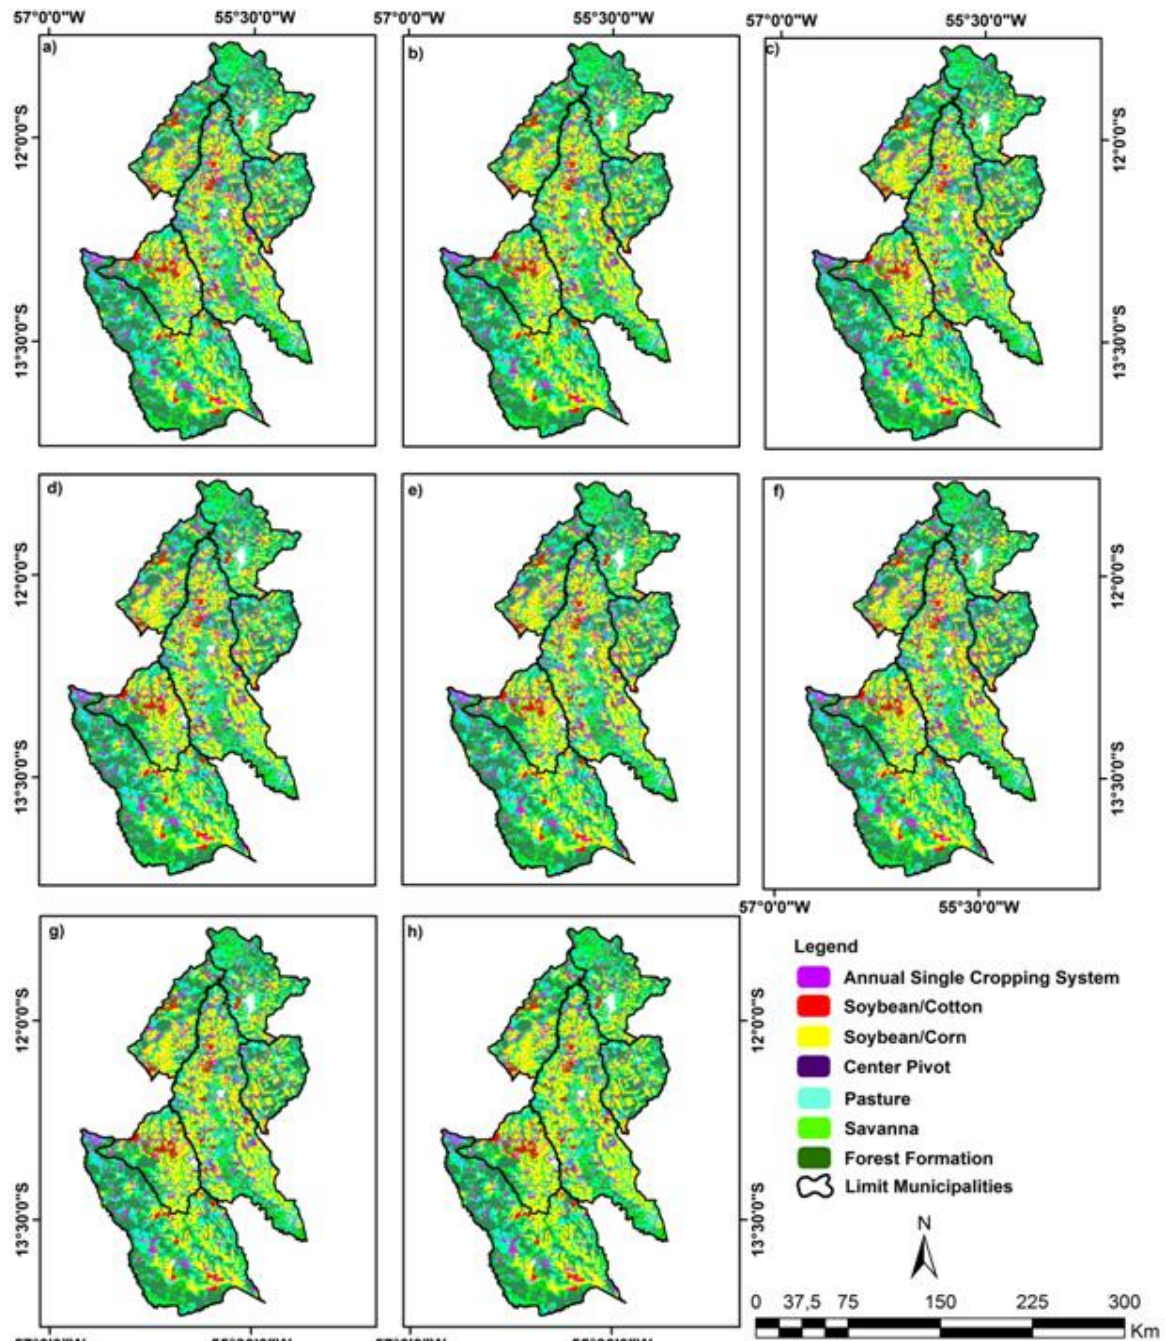 57°0'0"W 55°30'0"W 57°0'0"W 55°30'0"W 57°0'0"W 55°30'0"W
a) b) c)
12°0'0"S 12°0'0"S
13°30'0"S 13°30'0"S
d) e) f)
12°0'0"S 12°0'0"S
13°30'0"S 13°30'0"S
57°0'0"W 55°30'0"W
g) h)
Legend
Annual Single Cropping System
Soybean/Cotton
Soybean/Corn
Center Pivot
Pasture
Savanna
Forest Formation
Limit Municipalities
12°0'0"S 12°0'0"S
13°30'0"S 13°30'0"S
N
0 37,5 75 150 225 300
Km